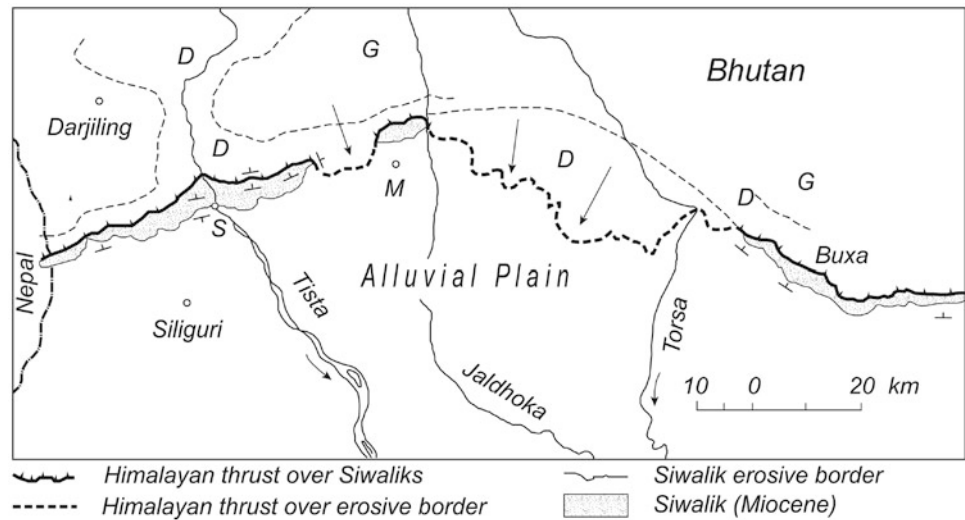 D
G
Bhutan
Darjiling
D
D
M
D
G
S
Buxa
Nepal
Alluvial Plain
Tista
Siliguri
Torsa
Jaldhoka
10 0 20 km
Himalayan thrust over Siwaliks
Siwalik erosive border
Himalayan thrust over erosive border
Siwalik (Miocene)